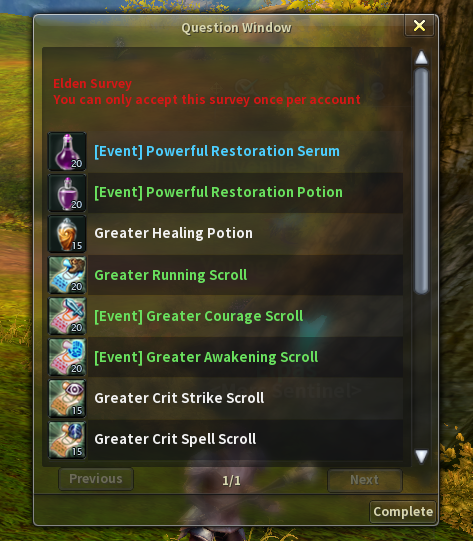 Question Window
Elden Survey
You can only accept this survey once per account
20
[Event] Powerful Restoration Serum
20
[Event] Powerful Restoration Potion
15
Greater Healing Potion
20
Greater Running Scroll
20
[Event] Greater Courage Scroll
20
[Event] Greater Awakening Scroll
15
Greater Crit Strike Scroll
15
Greater Crit Spell Scroll
Previous
1/1
Next
Complete